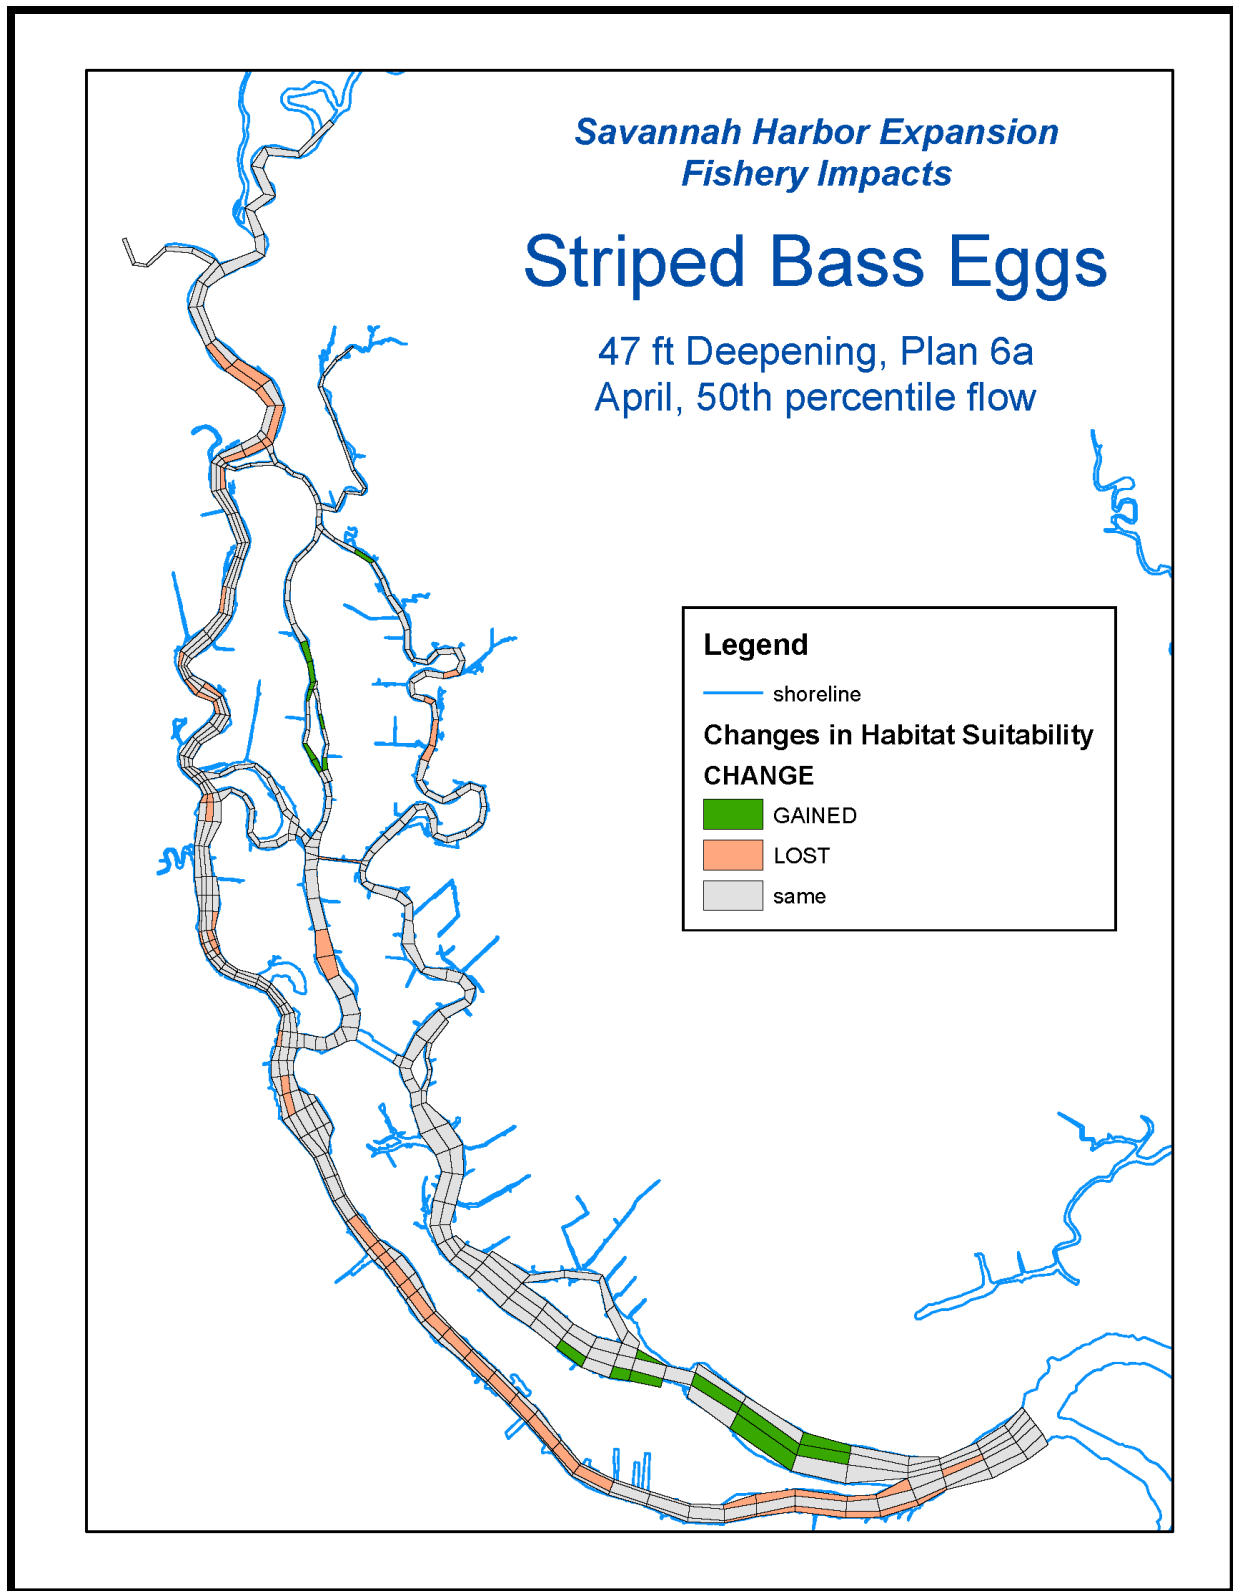 Savannah Harbor Expansion
Fishery Impacts
Striped Bass Eggs
47 ft Deepening, Plan 6a
April, 50th percentile flow
Legend
shoreline
Changes in Habitat Suitability
CHANGE
GAINED
LOST
same